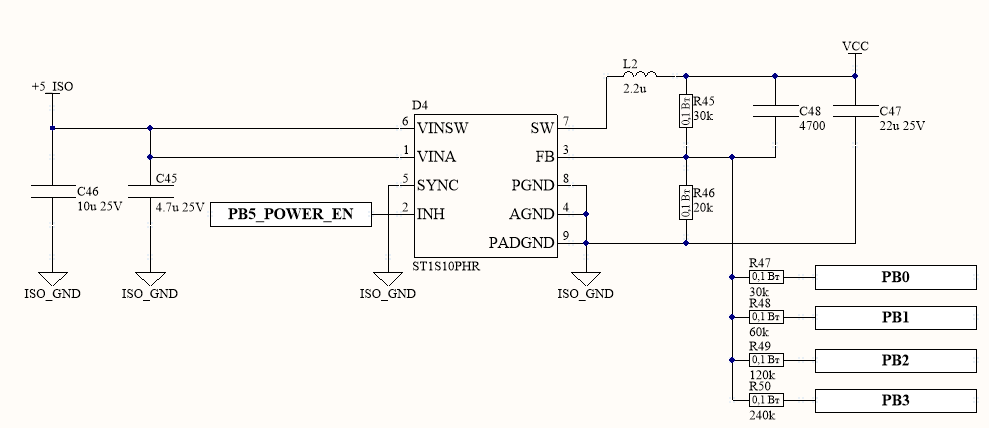 VCC
L2
2.2u
+5_ISO
D4
6 VINSW SW 7
1 VINA FB 3
5 SYNC PGND 8
2 INH AGND 4
PADGND 9
ST1S10PHR
0,1 Вт
R45
30k
C48
4700
C47
22u 25V
C46
10u 25V
C45
4.7u 25V
PB5_POWER_EN
0,1 Вт
R46
20k
ISO_GND
ISO_GND
ISO_GND
ISO_GND
R47
0,1 Вт
30k
PB0
R48
0,1 Вт
60k
PB1
R49
0,1 Вт
120k
PB2
R50
0,1 Вт
240k
PB3